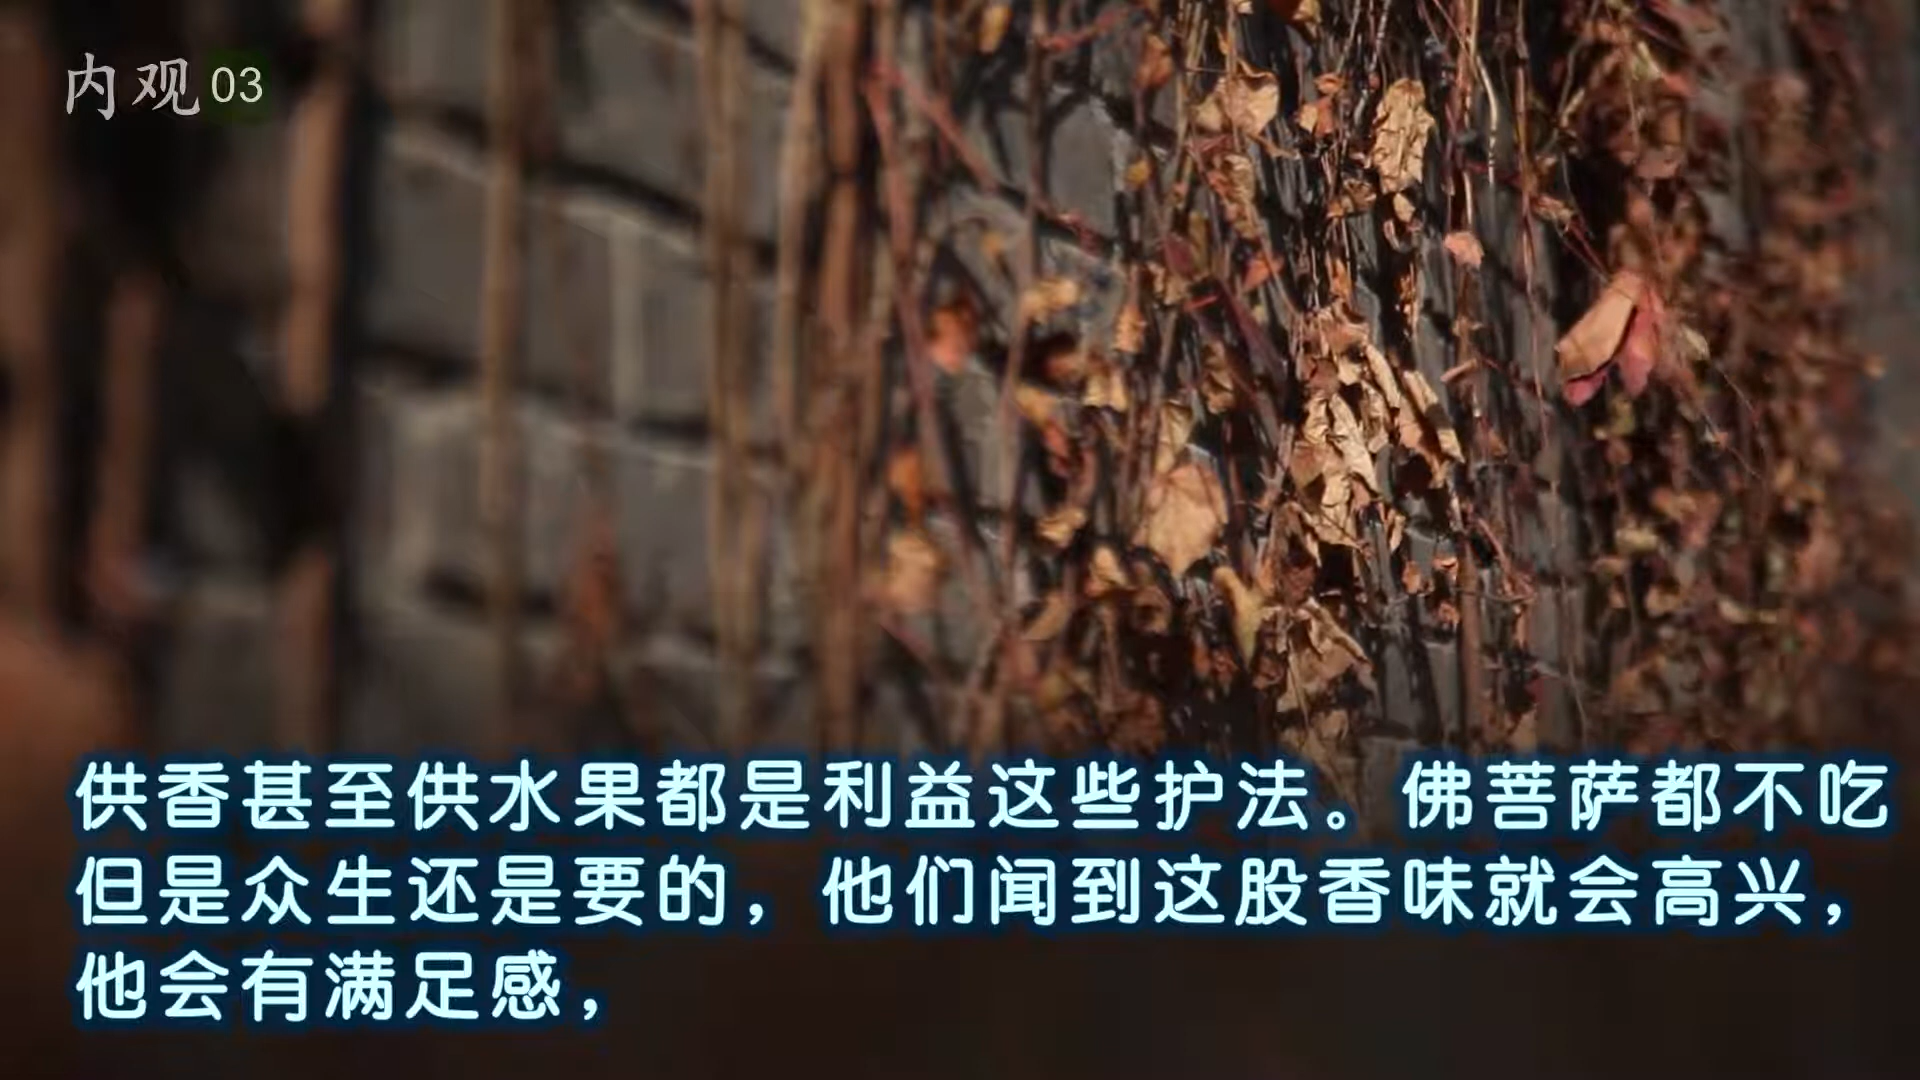 内观03
供香甚至供水果都是利益这些护法。佛菩萨都不吃
但是众生还是要的，他们闻到这股香味就会高兴，
他会有满足感，